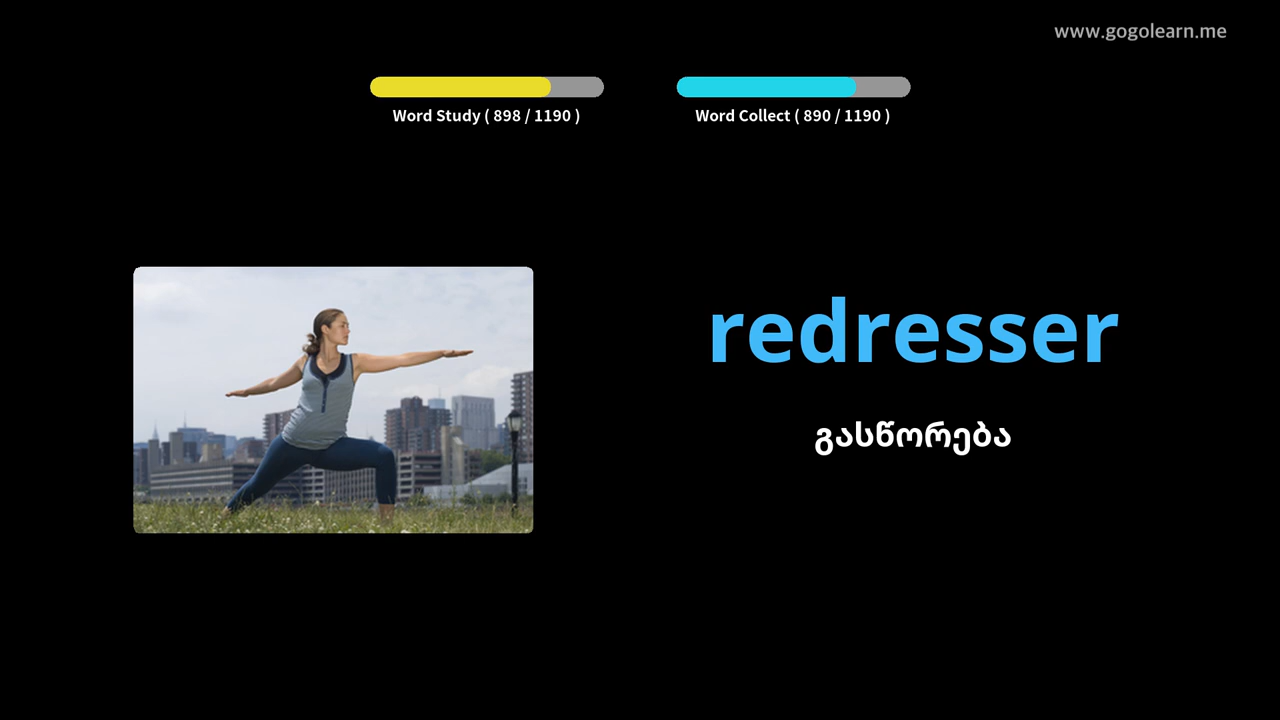 www.gogolearn.me
Word Study ( 898 / 1190 )
Word Collect ( 890 / 1190 )
redresser
გასწორება